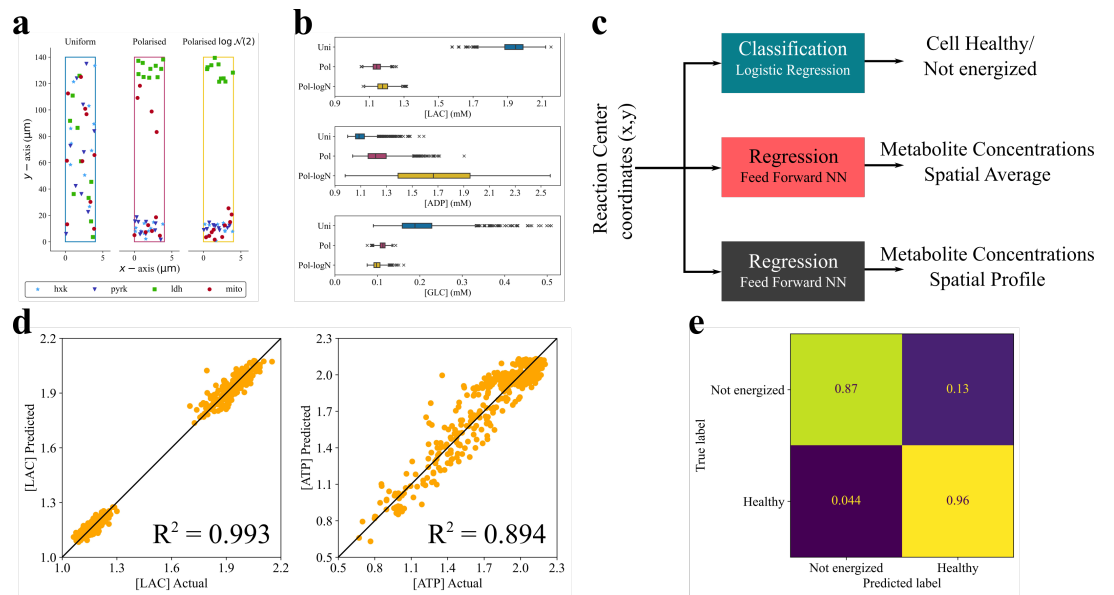 a
Uniform
Polarised
Polarised log 𝒩(2)
y − axis (μm)
140
120
100
80
60
40
20
0
0
5
0
5
0
5
x − axis (μm)
hxk
pyrk
ldh
mito
b
Uni
Pol
Pol-logN
0.9
1.1
1.3
1.5
1.7
1.9
2.1
[LAC] (mM)
Uni
Pol
Pol-logN
0.9
1.1
1.3
1.5
1.7
1.9
2.1
2.3
2.5
[ADP] (mM)
Uni
Pol
Pol-logN
0.0
0.1
0.2
0.3
0.4
0.5
[GLC] (mM)
c
Reaction Center
coordinates (x,y)
Classification
Logistic Regression
Cell Healthy/
Not energized
Regression
Feed Forward NN
Metabolite Concentrations
Spatial Average
Regression
Feed Forward NN
Metabolite Concentrations
Spatial Profile
d
[LAC] Predicted
2.2
1.9
1.6
1.3
1.0
1.0
1.3
1.6
1.9
2.2
[LAC] Actual
R² = 0.993
[ATP] Predicted
2.3
2.0
1.7
1.4
1.1
0.8
0.5
0.5
0.8
1.1
1.4
1.7
2.0
2.3
[ATP] Actual
R² = 0.894
e
True label
Not energized
0.87
0.13
Healthy
0.044
0.96
Not energized
Healthy
Predicted label